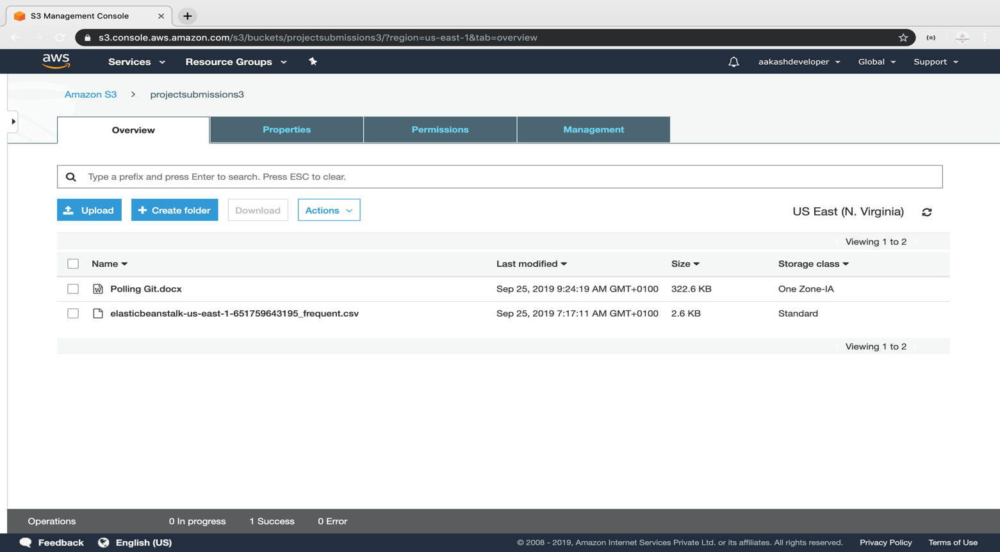 S3 Management Console
s3.console.aws.amazon.com/s3/buckets/projectsubmissions3/?region=us-east-1&tab=overview
aws Services Resource Groups aakashdeveloper Global Support
Amazon S3 > projectsubmissions3
Overview Properties Permissions Management
Type a prefix and press Enter to search. Press ESC to clear.
Upload + Create folder Download Actions US East (N. Virginia)
Viewing 1 to 2
Name Last modified Size Storage class
Polling Git.docx Sep 25, 2019 9:24:19 AM GMT+0100 322.6 KB One Zone-IA
elasticbeanstalk-us-east-1-651759643195_frequent.csv Sep 25, 2019 7:17:11 AM GMT+0100 2.6 KB Standard
Viewing 1 to 2
Operations 0 In progress 1 Success 0 Error
Feedback English (US) © 2008 - 2019, Amazon Internet Services Private Ltd. or its affiliates. All rights reserved. Privacy Policy Terms of Use